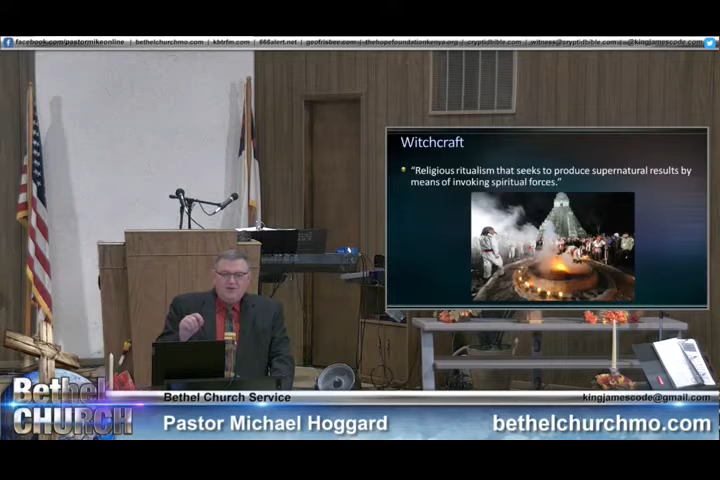 facebook.com/pastormikeonline | bethelchurchmo.com | kbtrfm.com | 666alert.net | geofrisbee.com | thehopefoundationkenya.org | cryptidbible.com | witness@cryptidbible.com | @kingjamescode.com
Witchcraft
“Religious ritualism that seeks to produce supernatural results by
means of invoking spiritual forces.”
Bethel
CHURCH
Bethel Church Service
kingjamescode@gmail.com
Pastor Michael Hoggard
bethelchurchmo.com